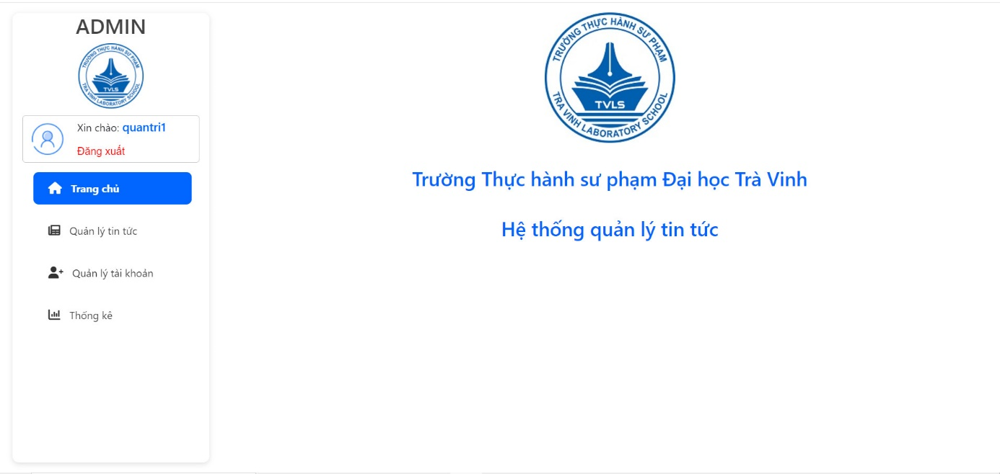 ADMIN
TRƯỜNG THỰC HÀNH SƯ PHẠM
TVLS
TRA VINH LABORATORY SCHOOL
Xin chào: quantri1
Đăng xuất
Trang chủ
Quản lý tin tức
Quản lý tài khoản
Thống kê
TRƯỜNG THỰC HÀNH SƯ PHẠM
TVLS
TRA VINH LABORATORY SCHOOL
Trường Thực hành sư phạm Đại học Trà Vinh
Hệ thống quản lý tin tức